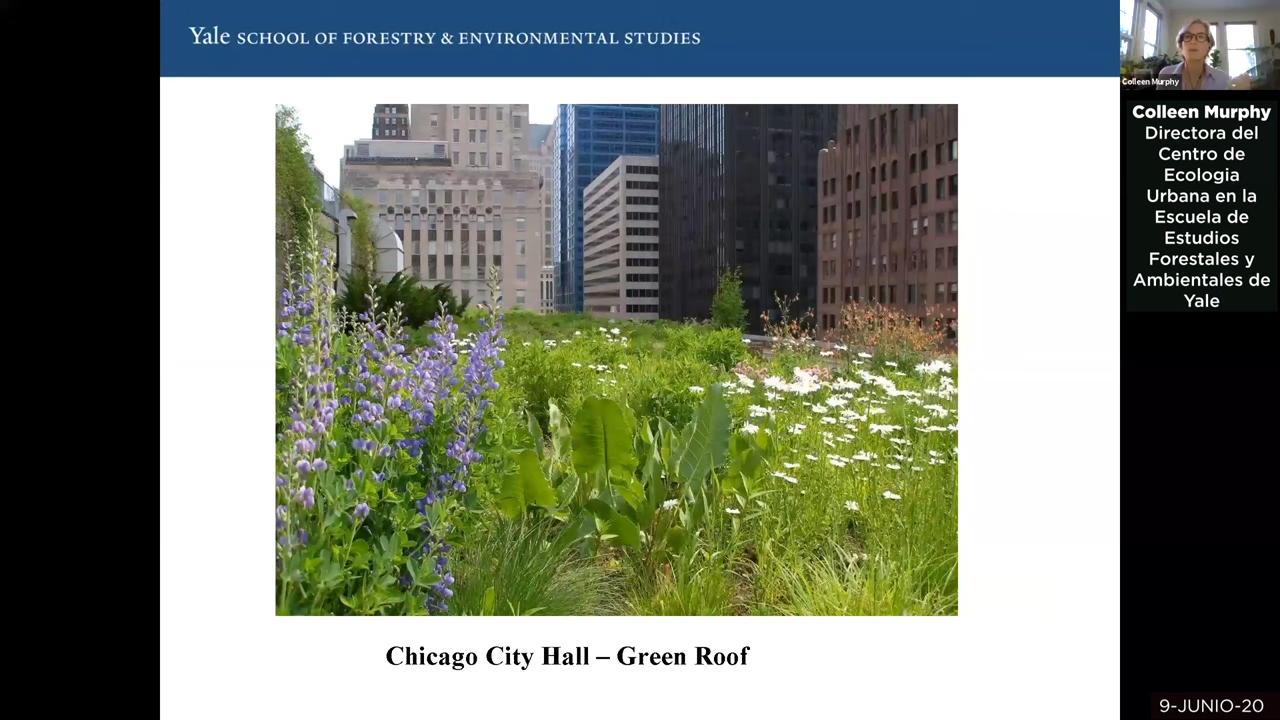 Yale SCHOOL OF FORESTRY & ENVIRONMENTAL STUDIES
Colleen Murphy
Colleen Murphy
Directora del
Centro de
Ecologia
Urbana en la
Escuela de
Estudios
Forestales y
Ambientales de
Yale
Chicago City Hall – Green Roof
9-JUNIO-20